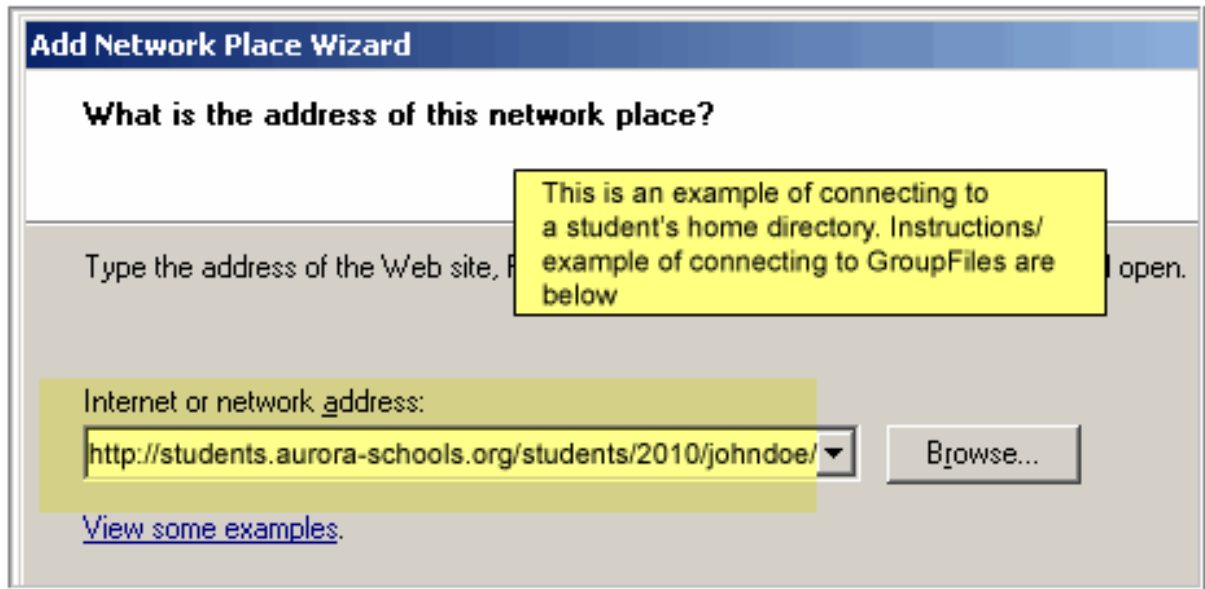 Add Network Place Wizard
What is the address of this network place?
This is an example of connecting to
a student's home directory. Instructions/
example of connecting to GroupFiles are
below
Type the address of the Web site, open.
Internet or network address:
http://students.aurora-schools.org/students/2010/johndoe/
Browse...
View some examples.